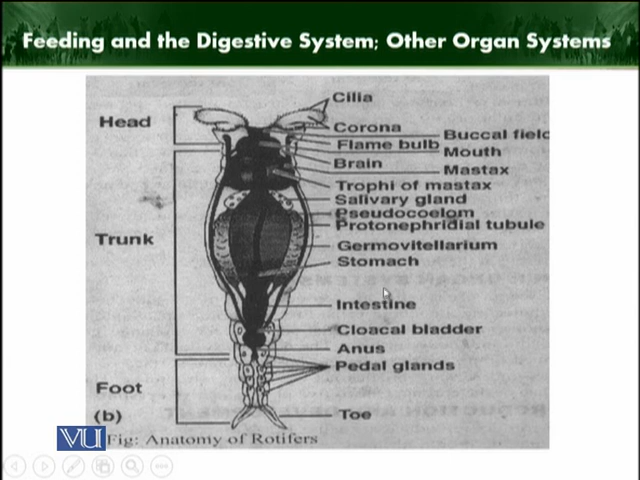 Feeding and the Digestive System; Other Organ Systems
Cilia
Head
Corona
Buccal field
Flame bulb
Mouth
Brain
Mastax
Trophi of mastax
Salivary gland
Pseudocoelom
Protonephridial tubule
Trunk
Germovitellarium
Stomach
Intestine
Cloacal bladder
Anus
Pedal glands
Foot
(b)
Toe
VU
Fig: Anatomy of Rotifers